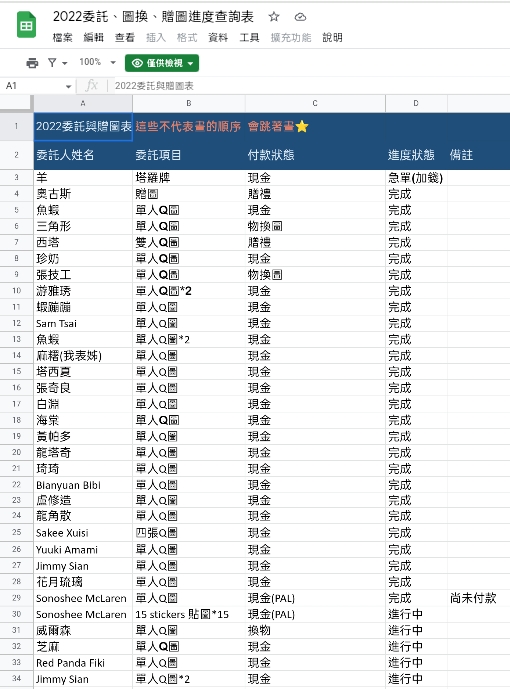 2022委託、圖換、贈圖進度查詢表
檔案 編輯 查看 插入 格式 資料 工具 擴充功能 說明
100% 僅供檢視
A1 fx 2022委託與贈圖表
A B C D
1 2022委託與贈圖表 這些不代表畫的順序 會跳著畫⭐
2 委託人姓名 委託項目 付款狀態 進度狀態 備註
3 羊 塔羅牌 現金 急單(加錢)
4 奧古斯 贈圖 贈禮 完成
5 魚蝦 單人Q圖 現金 完成
6 三角形 單人Q圖 物換圖 完成
7 西塔 雙人Q圖 贈禮 完成
8 珍奶 單人Q圖 現金 完成
9 張技工 單人Q圖 物換圖 完成
10 游雅琇 單人Q圖*2 現金 完成
11 蝦蹦蹦 單人Q圖 現金 完成
12 Sam Tsai 單人Q圖 現金 完成
13 魚蝦 單人Q圖*2 現金 完成
14 麻糬(我表姊) 單人Q圖 現金 完成
15 塔西夏 單人Q圖 現金 完成
16 張奇良 單人Q圖 現金 完成
17 白淵 單人Q圖 現金 完成
18 海棠 單人Q圖 現金 完成
19 黃帕多 單人Q圖 現金 完成
20 龍塔奇 單人Q圖 現金 完成
21 琦琦 單人Q圖 現金 完成
22 Bianyuan Bibi 單人Q圖 現金 完成
23 盧修造 單人Q圖 現金 完成
24 龍角散 單人Q圖 現金 完成
25 Sakee Xuisi 四張Q圖 現金 完成
26 Yuuki Amami 單人Q圖 現金 完成
27 Jimmy Sian 單人Q圖 現金 完成
28 花月琉璃 單人Q圖 現金 完成
29 Sonoshee McLaren 單人Q圖 現金(PAL) 完成 尚未付款
30 Sonoshee McLaren 15 stickers 貼圖*15 現金(PAL) 進行中
31 威爾森 單人Q圖 換物 進行中
32 芝麻 單人Q圖 現金 進行中
33 Red Panda Fiki 單人Q圖 現金 進行中
34 Jimmy Sian 單人Q圖*2 現金 進行中